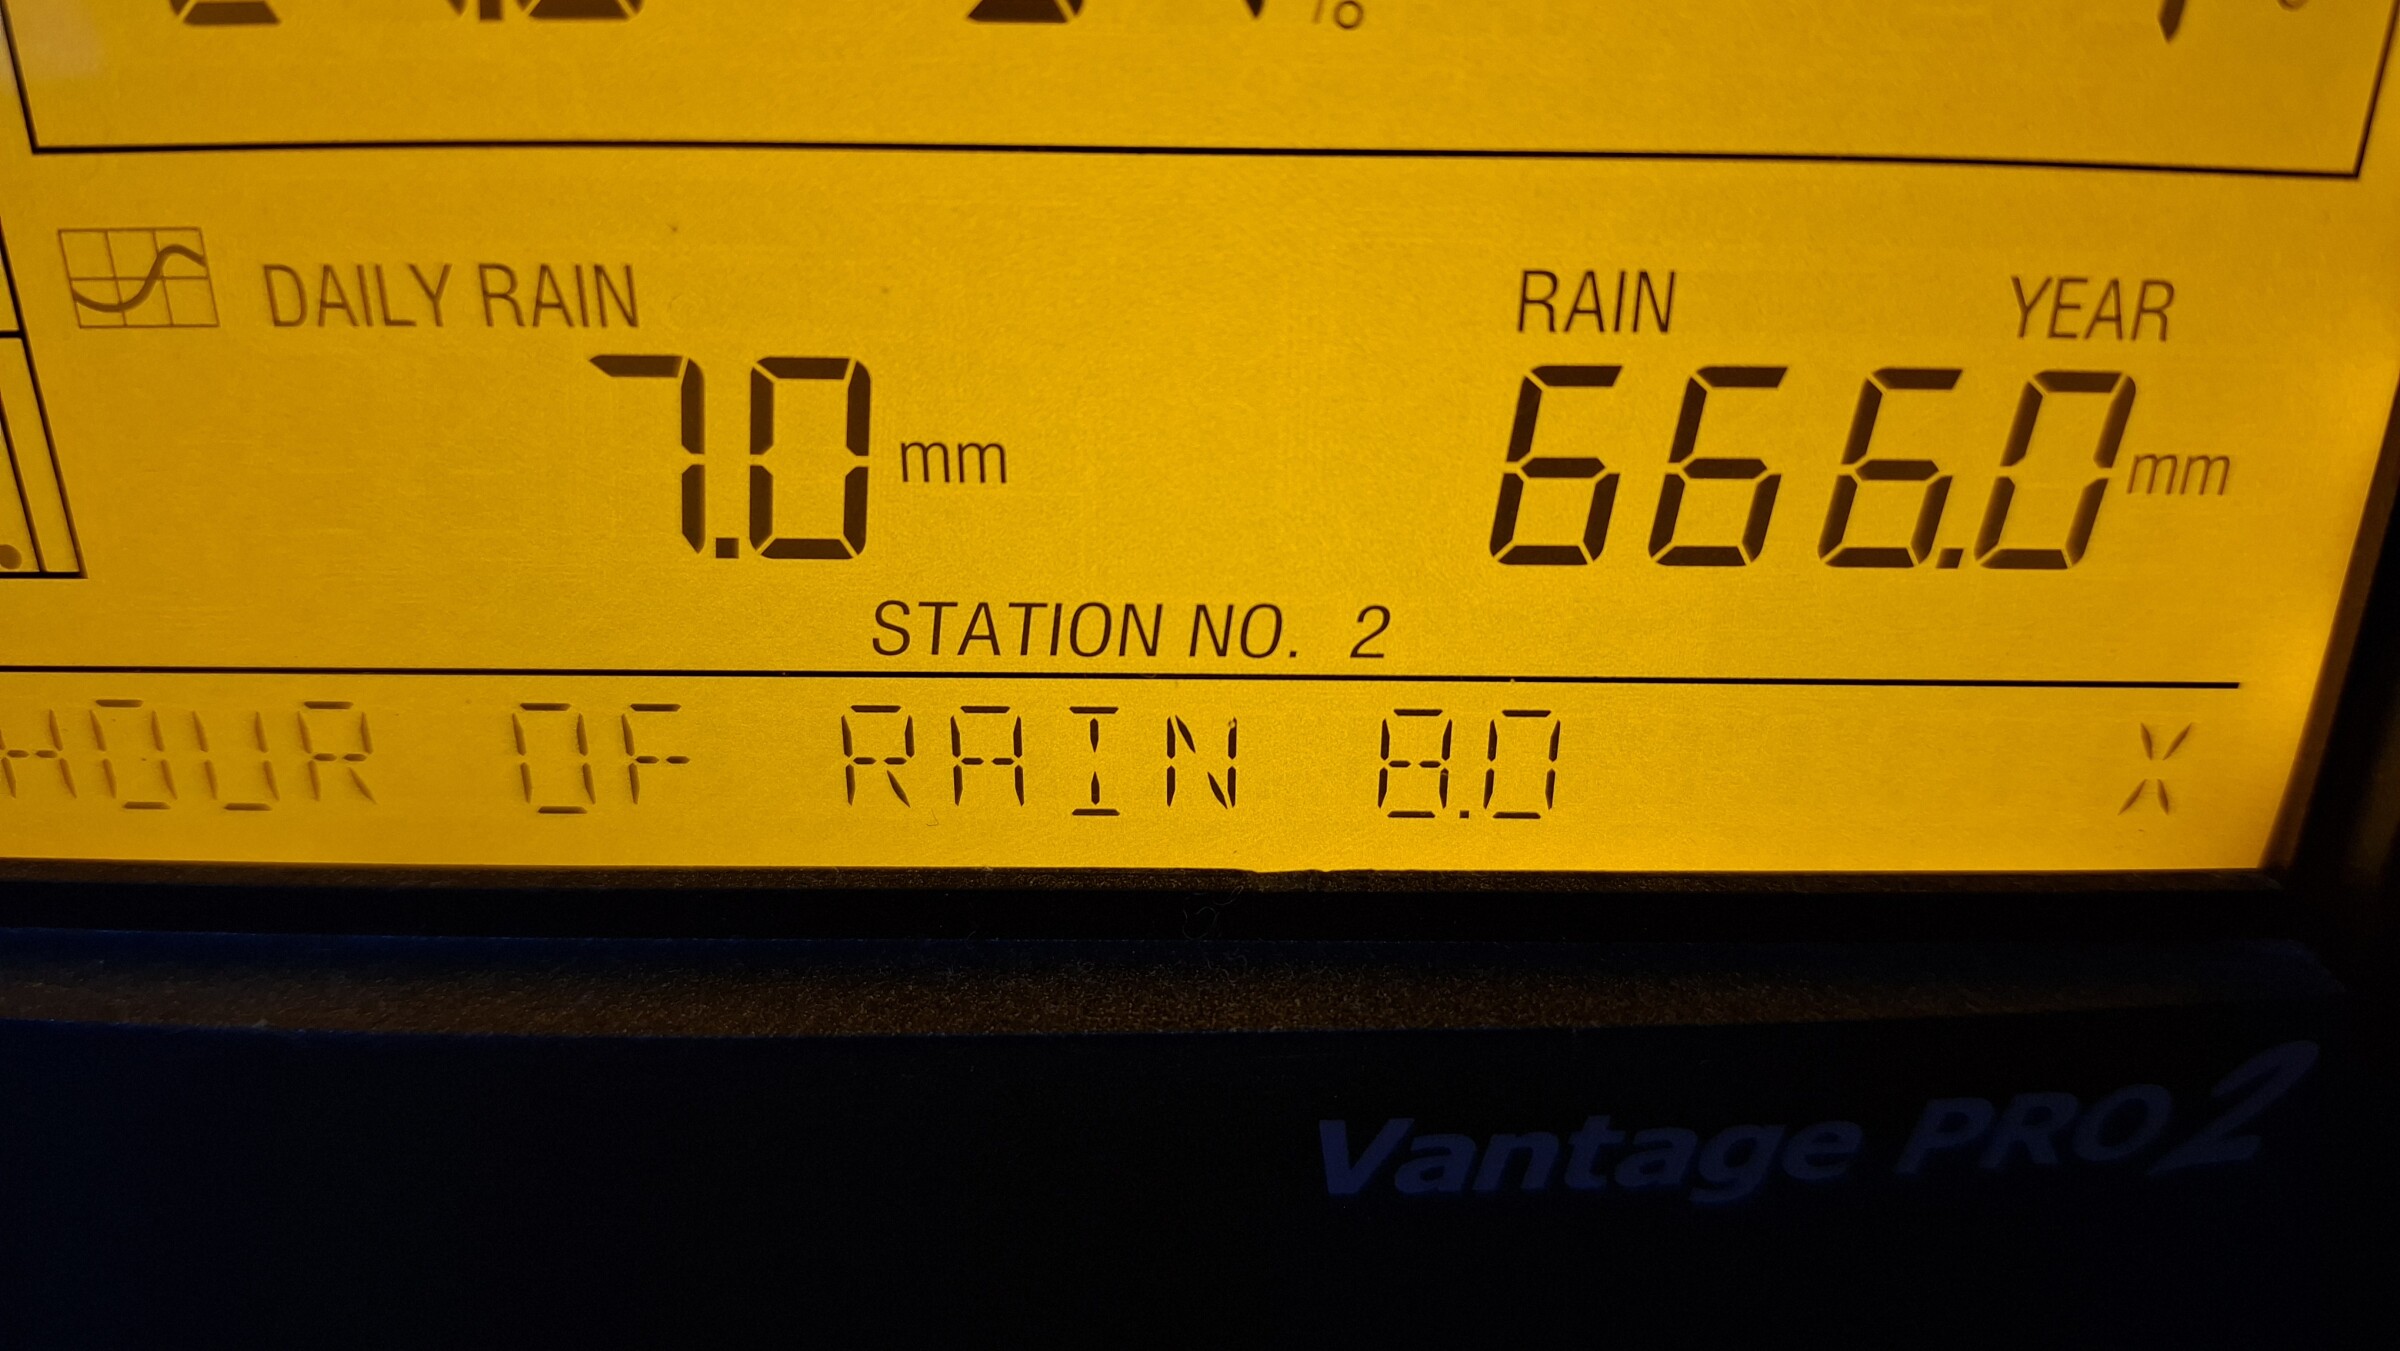 %
DAILY RAIN RAIN YEAR
7.0 mm 666.0 mm
STATION NO. 2
HOUR OF RAIN 8.0 X
Vantage PRO2